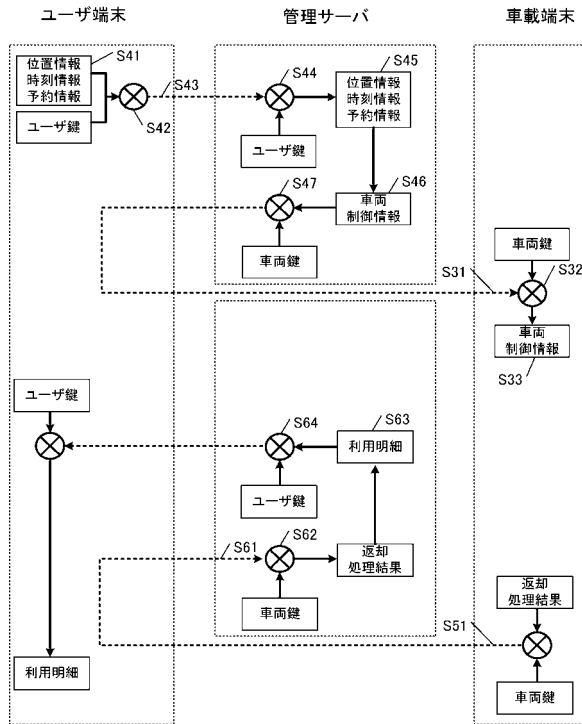 ユーザ端末
管理サーバ
車載端末
S41
位置情報
時刻情報
予約情報
ユーザ鍵
S42
S43
S44
ユーザ鍵
S45
位置情報
時刻情報
予約情報
S46
車両
制御情報
S47
車両鍵
S31
車両鍵
S32
車両
制御情報
S33
ユーザ鍵
S64
ユーザ鍵
S63
利用明細
S61
S62
車両鍵
返却
処理結果
返却
処理結果
S51
車両鍵
利用明細